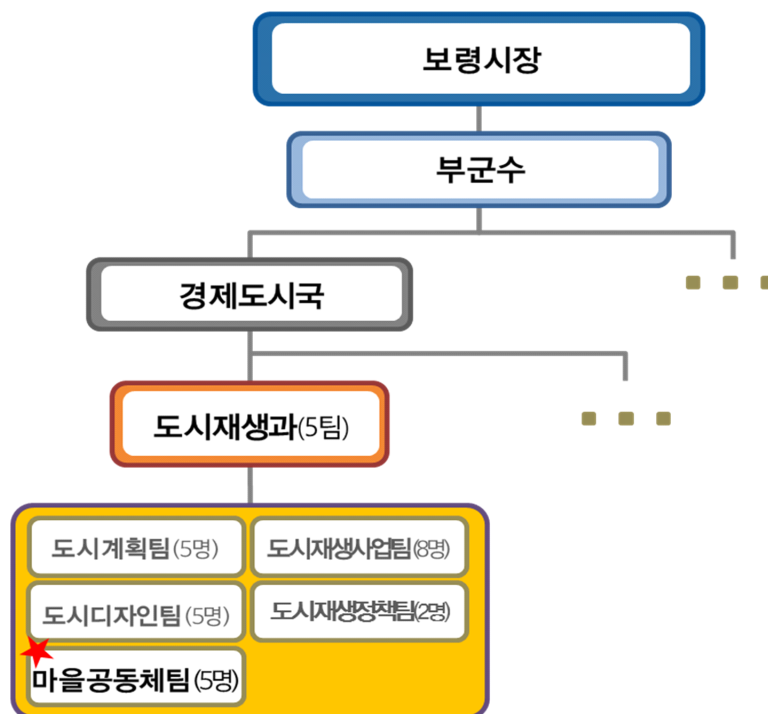 보령시장
부군수
경제도시국
도시재생과(5팀)
도시계획팀(5명)
도시재생사업팀(8명)
도시디자인팀(5명)
도시재생정책팀(2명)
마을공동체팀(5명)